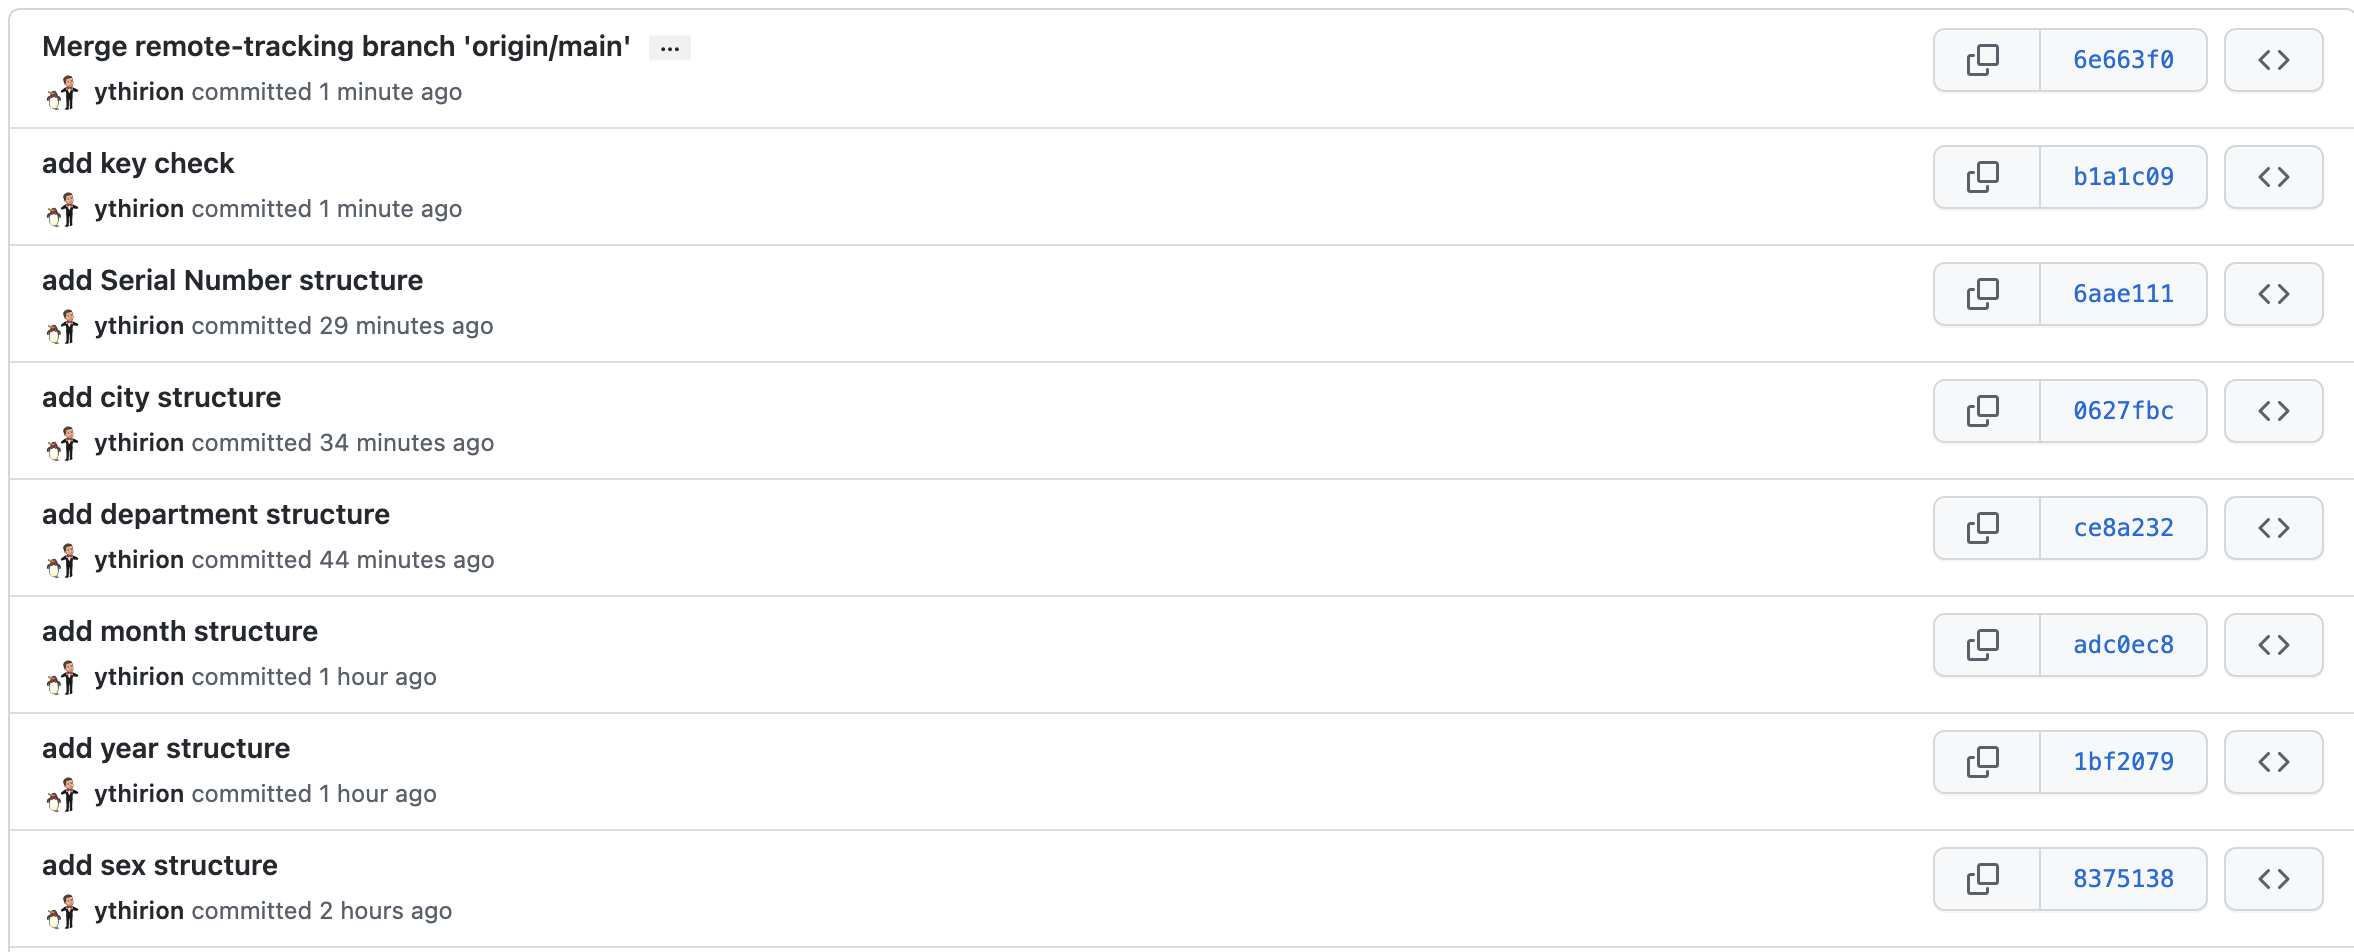 Merge remote-tracking branch 'origin/main' ...
ythirion committed 1 minute ago
6e663f0
add key check
ythirion committed 1 minute ago
b1a1c09
add Serial Number structure
ythirion committed 29 minutes ago
6aae111
add city structure
ythirion committed 34 minutes ago
0627fbc
add department structure
ythirion committed 44 minutes ago
ce8a232
add month structure
ythirion committed 1 hour ago
adc0ec8
add year structure
ythirion committed 1 hour ago
1bf2079
add sex structure
ythirion committed 2 hours ago
8375138